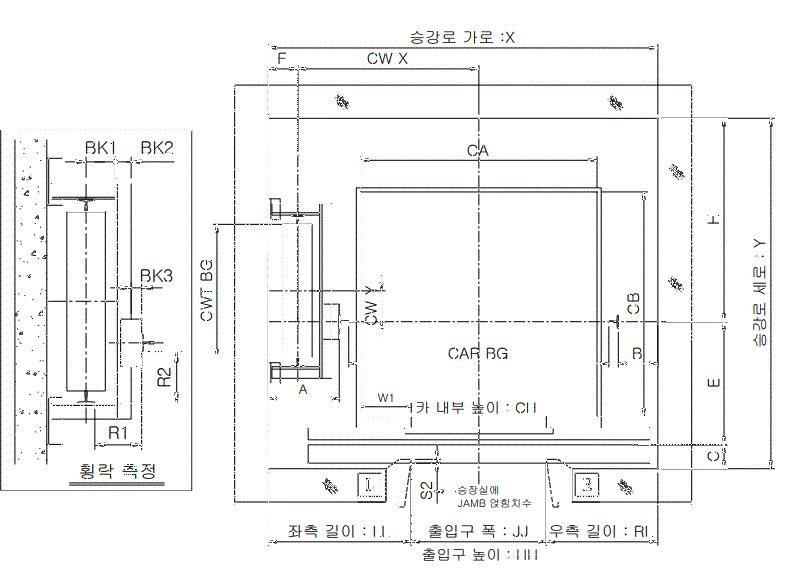 승강로 가로 :X
F
CW X
BK1
BK2
CA
H
승강로 세로 : Y
CWT BG
BK3
CW Y
CB
CAR BG
B
R2
A
E
W1
카 내부 높이 : CH
R1
횡락 측정
C
S2
1
3
승장실에
JAMB 얹힘치수
좌측 길이 : LL
출입구 폭 : JJ
우측 길이 : RL
출입구 높이 : HH